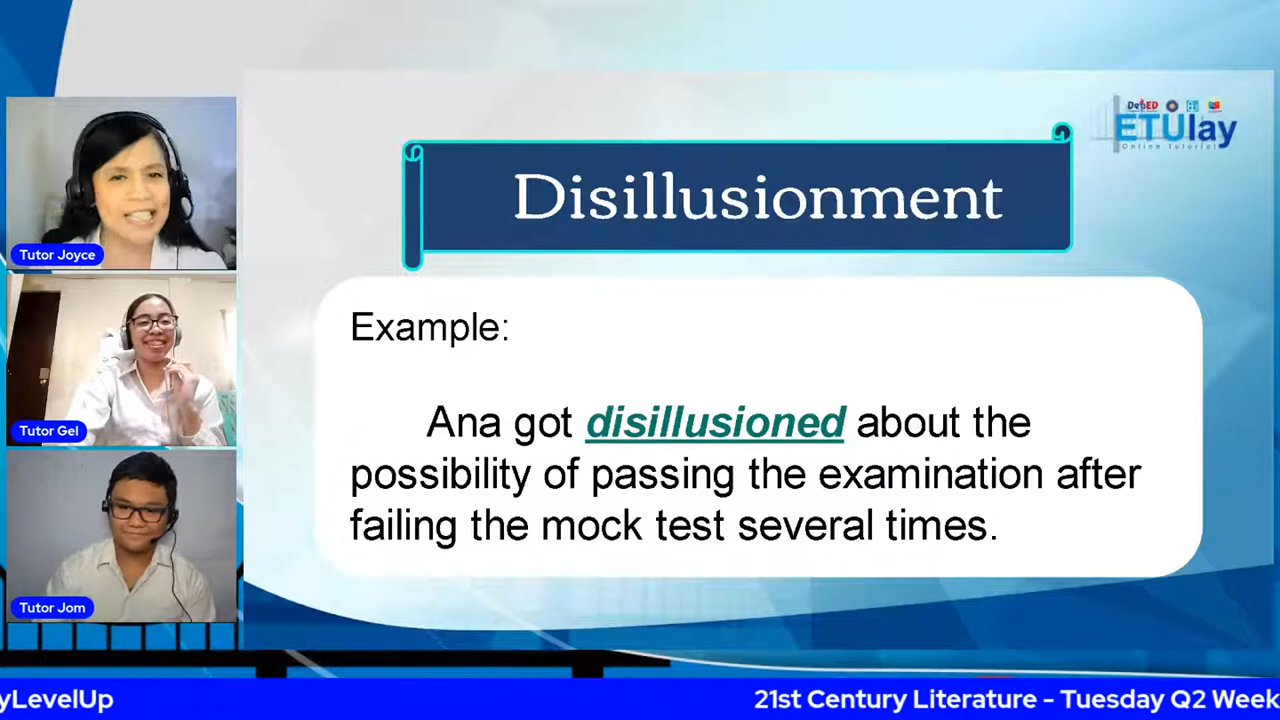 DepED
ETUlay
Online Tutorial
Disillusionment
Tutor Joyce
Example:
Tutor Gel
Ana got disillusioned about the
possibility of passing the examination after
failing the mock test several times.
Tutor Jom
yLevelUp
21st Century Literature - Tuesday Q2 Week